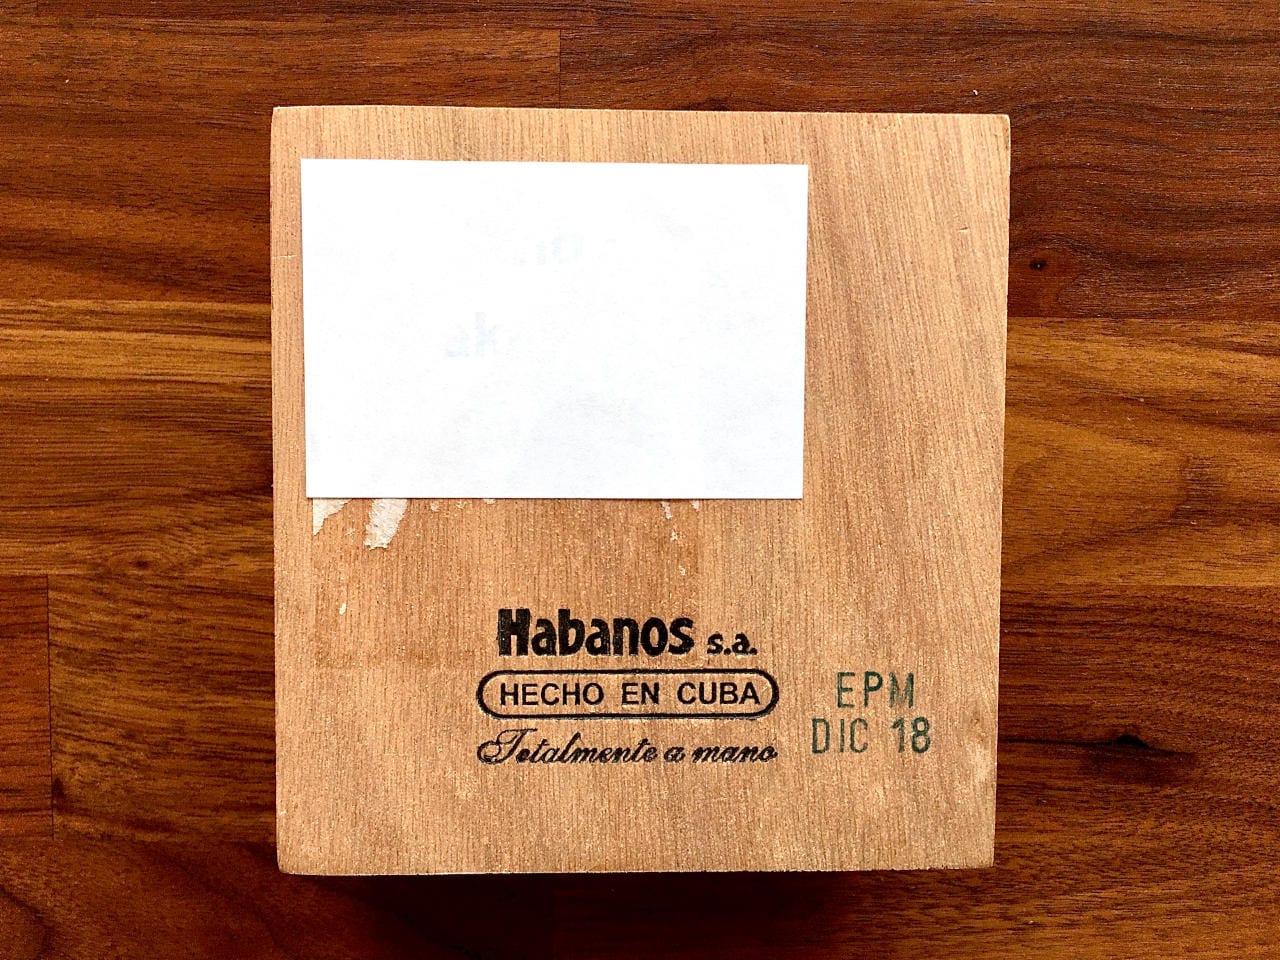 Habanos s.a.
HECHO EN CUBA
Totalmente a mano
EPM
DIC 18